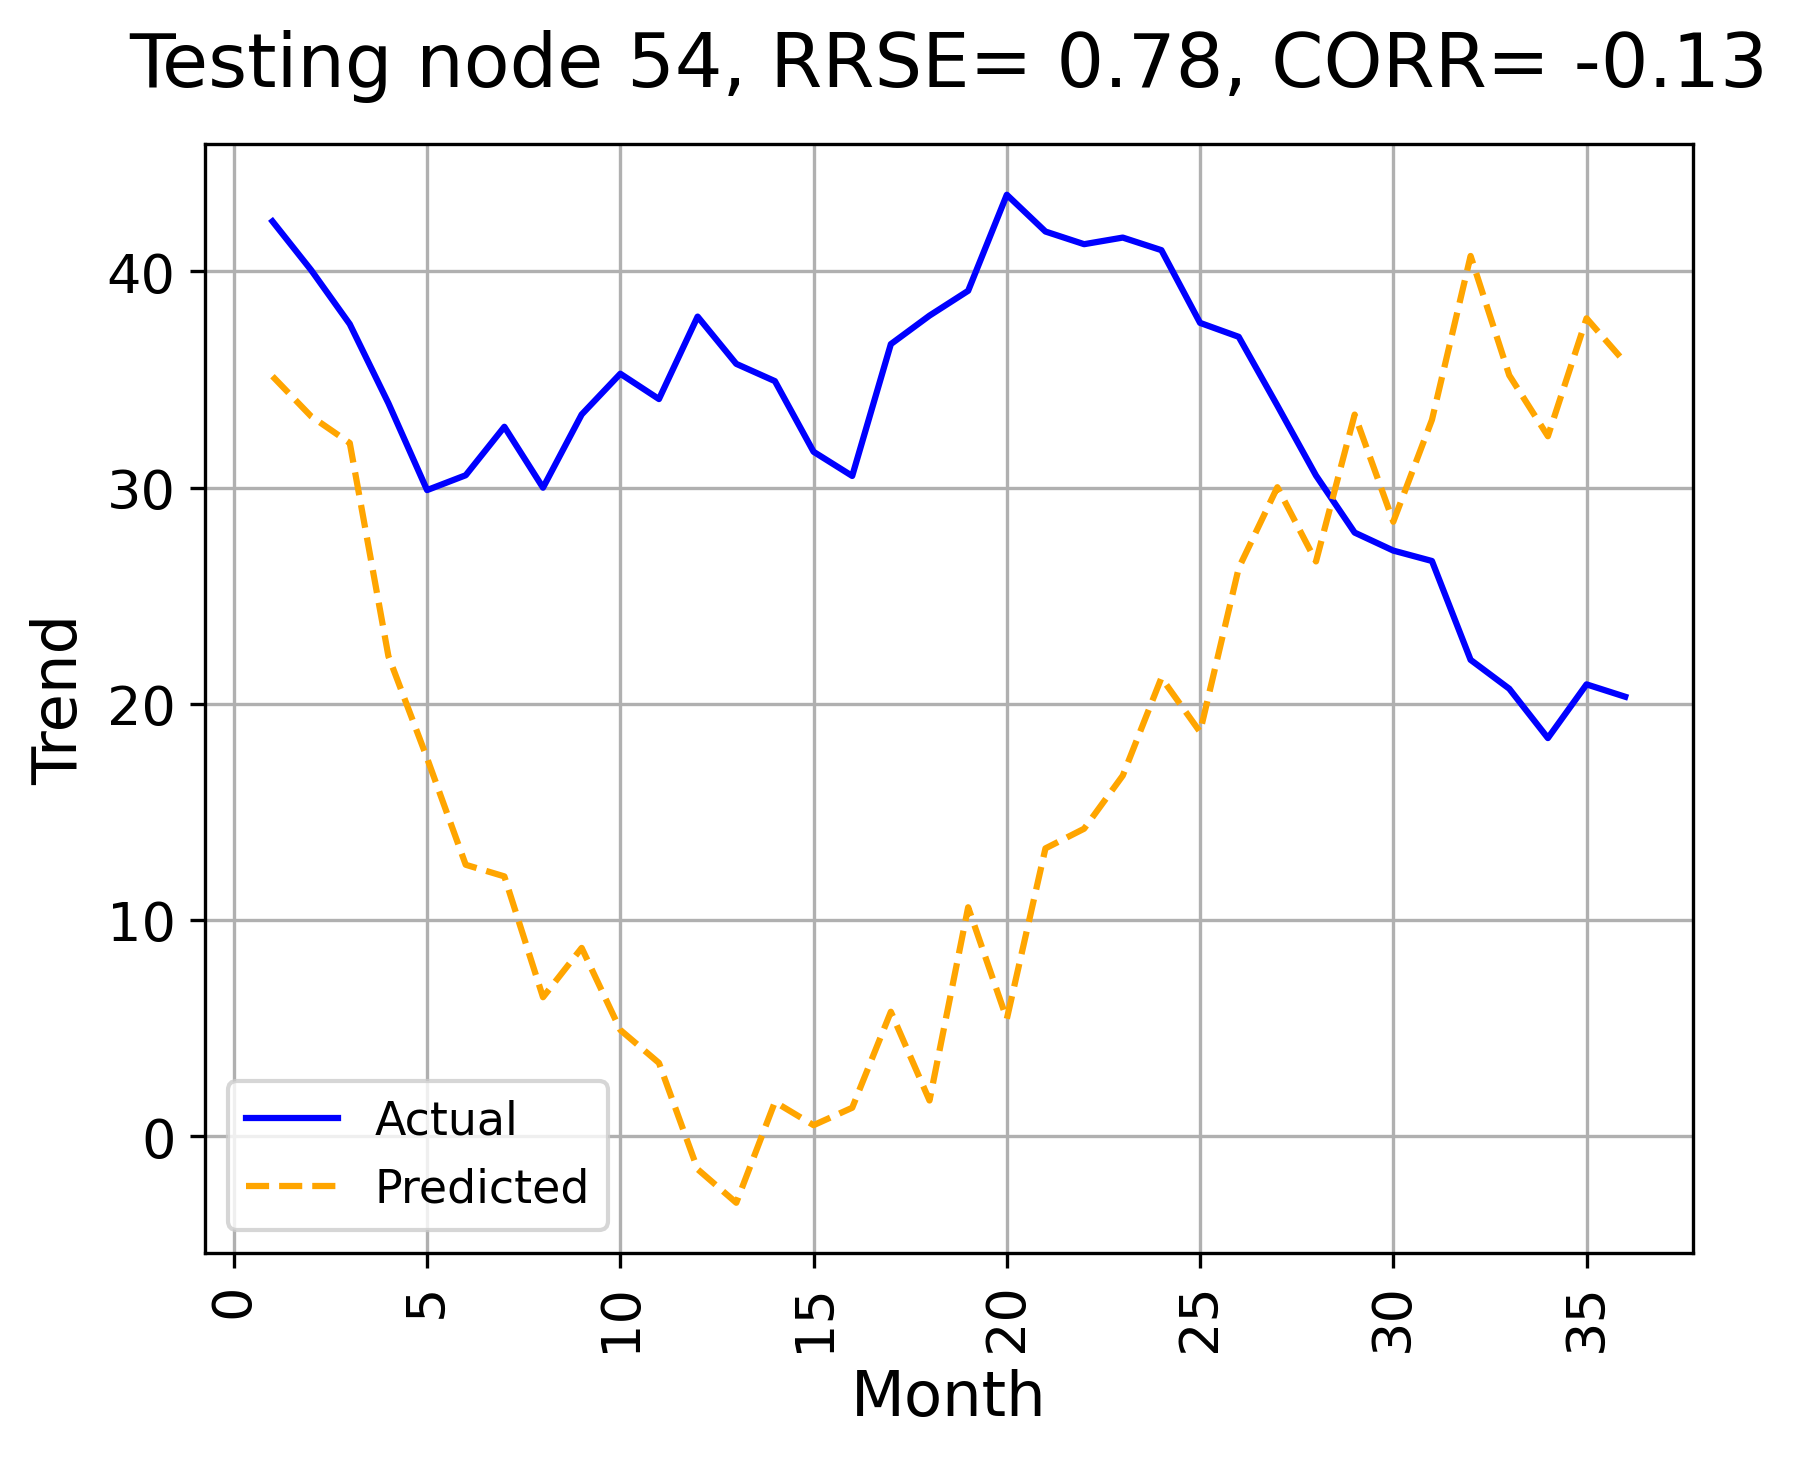 Testing node 54, RRSE= 0.78, CORR= -0.13
Trend
40
30
20
10
0
Actual
Predicted
0 5 10 15 20 25 30 35
Month